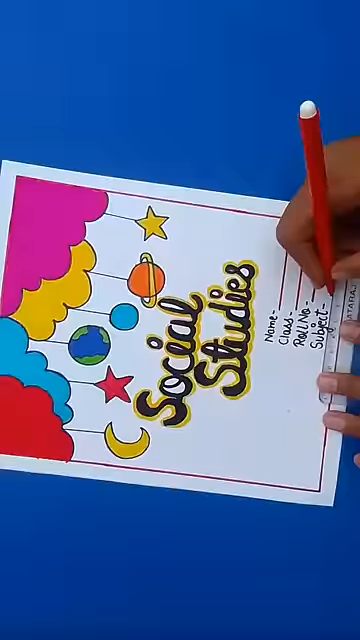 Social
Studies
Name-
Class-
Roll No-
Subject-